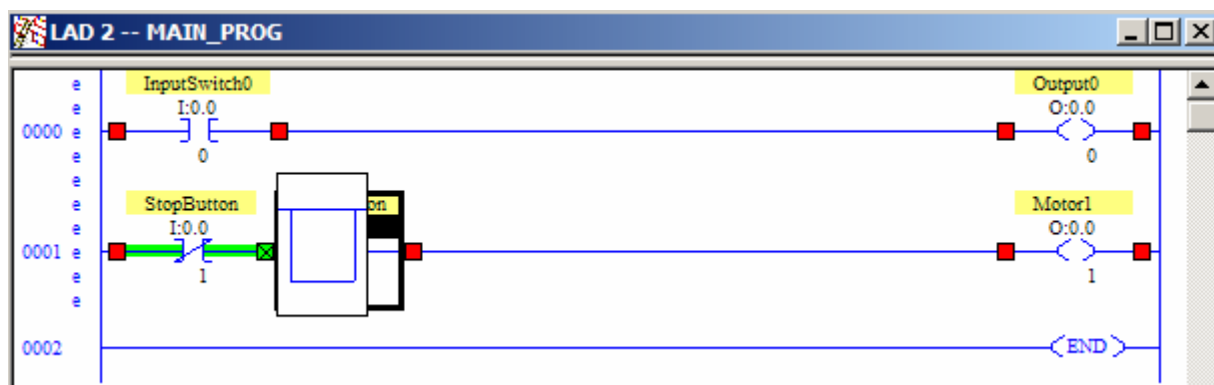 LAD 2 -- MAIN_PROG
e InputSwitch0 Output0
e I:0.0 O:0.0
0000 e
e 0 0
e
e StopButton on Motor1
e I:0.0 O:0.0
0001 e
e 1 1
e
0002 END